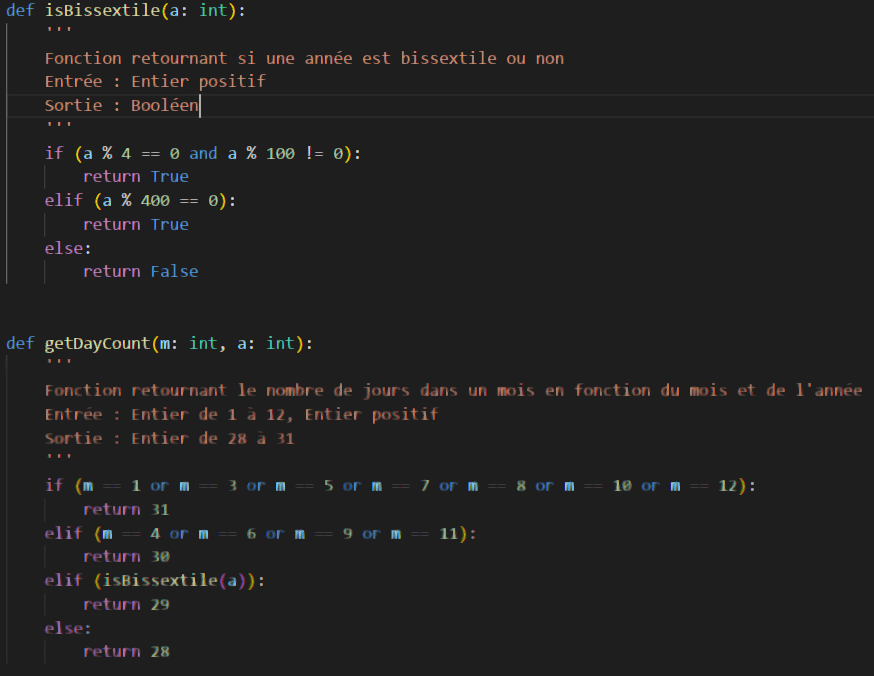 def isBissextile(a: int):
    '''
    Fonction retournant si une année est bissextile ou non
    Entrée : Entier positif
    Sortie : Booléen
    '''
    if (a % 4 == 0 and a % 100 != 0):
        return True
    elif (a % 400 == 0):
        return True
    else:
        return False
def getDayCount(m: int, a: int):
    '''
    Fonction retournant le nombre de jours dans un mois en fonction du mois et de l'année
    Entrée : Entier de 1 à 12, Entier positif
    Sortie : Entier de 28 à 31
    '''
    if (m == 1 or m == 3 or m == 5 or m == 7 or m == 8 or m == 10 or m == 12):
        return 31
    elif (m == 4 or m == 6 or m == 9 or m == 11):
        return 30
    elif (isBissextile(a)):
        return 29
    else:
        return 28